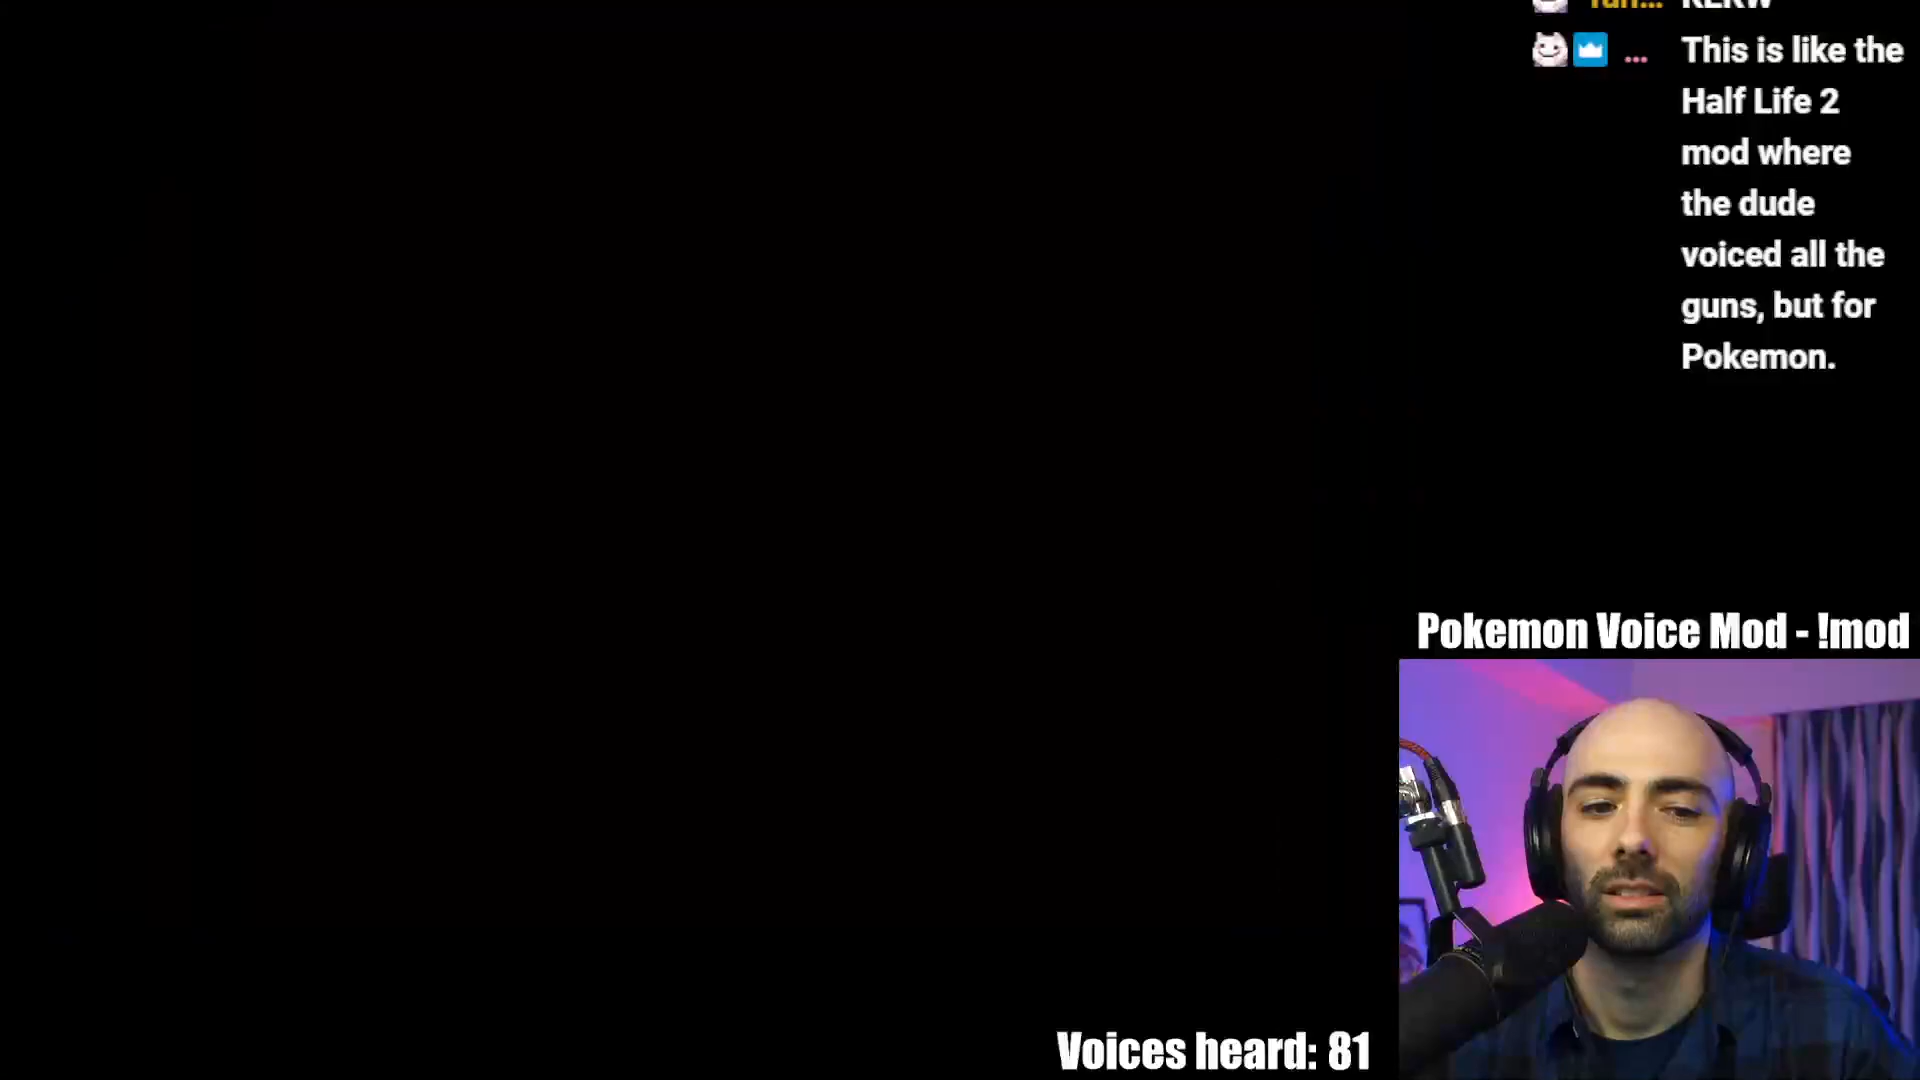 This is like the
Half Life 2
mod where
the dude
voiced all the
guns, but for
Pokemon.
Pokemon Voice Mod - !mod
Voices heard: 81